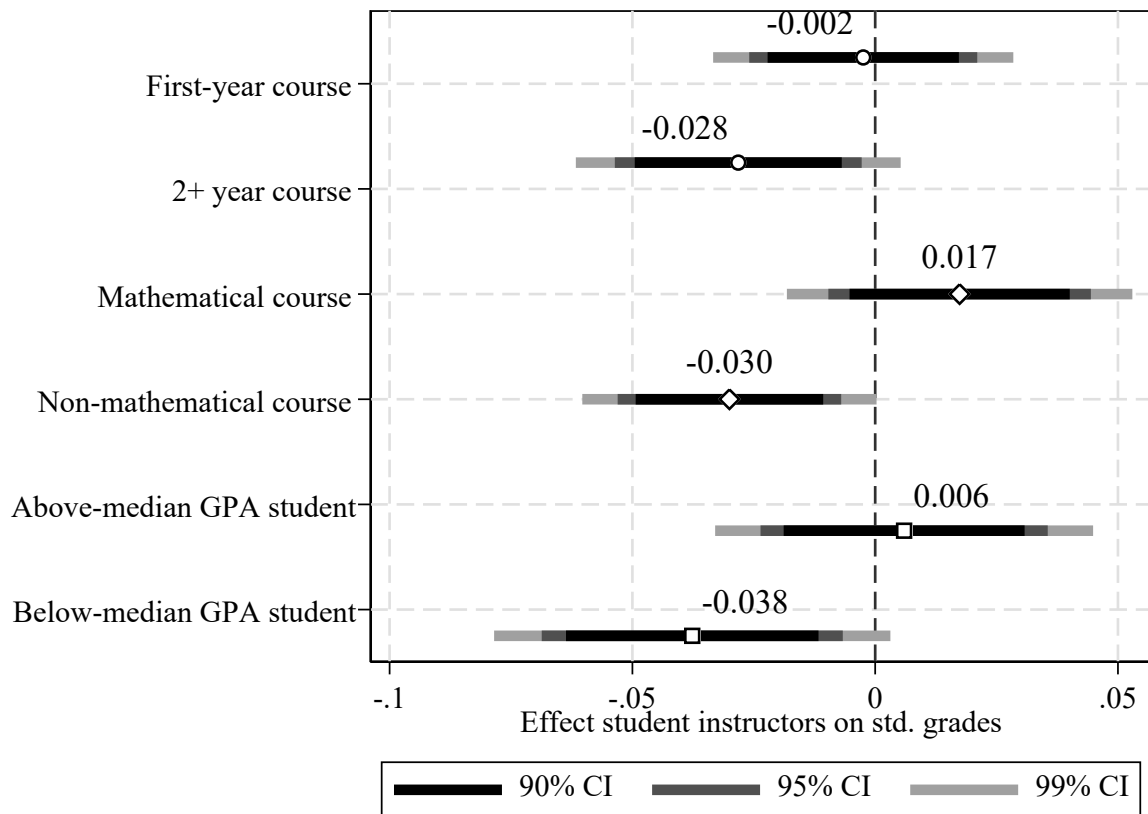 -0.002
First-year course
-0.028
2+ year course
0.017
Mathematical course
-0.030
Non-mathematical course
Above-median GPA student
0.006
Below-median GPA student
-0.038
-.1 -.05 0 .05
Effect student instructors on std. grades
90% CI 95% CI 99% CI